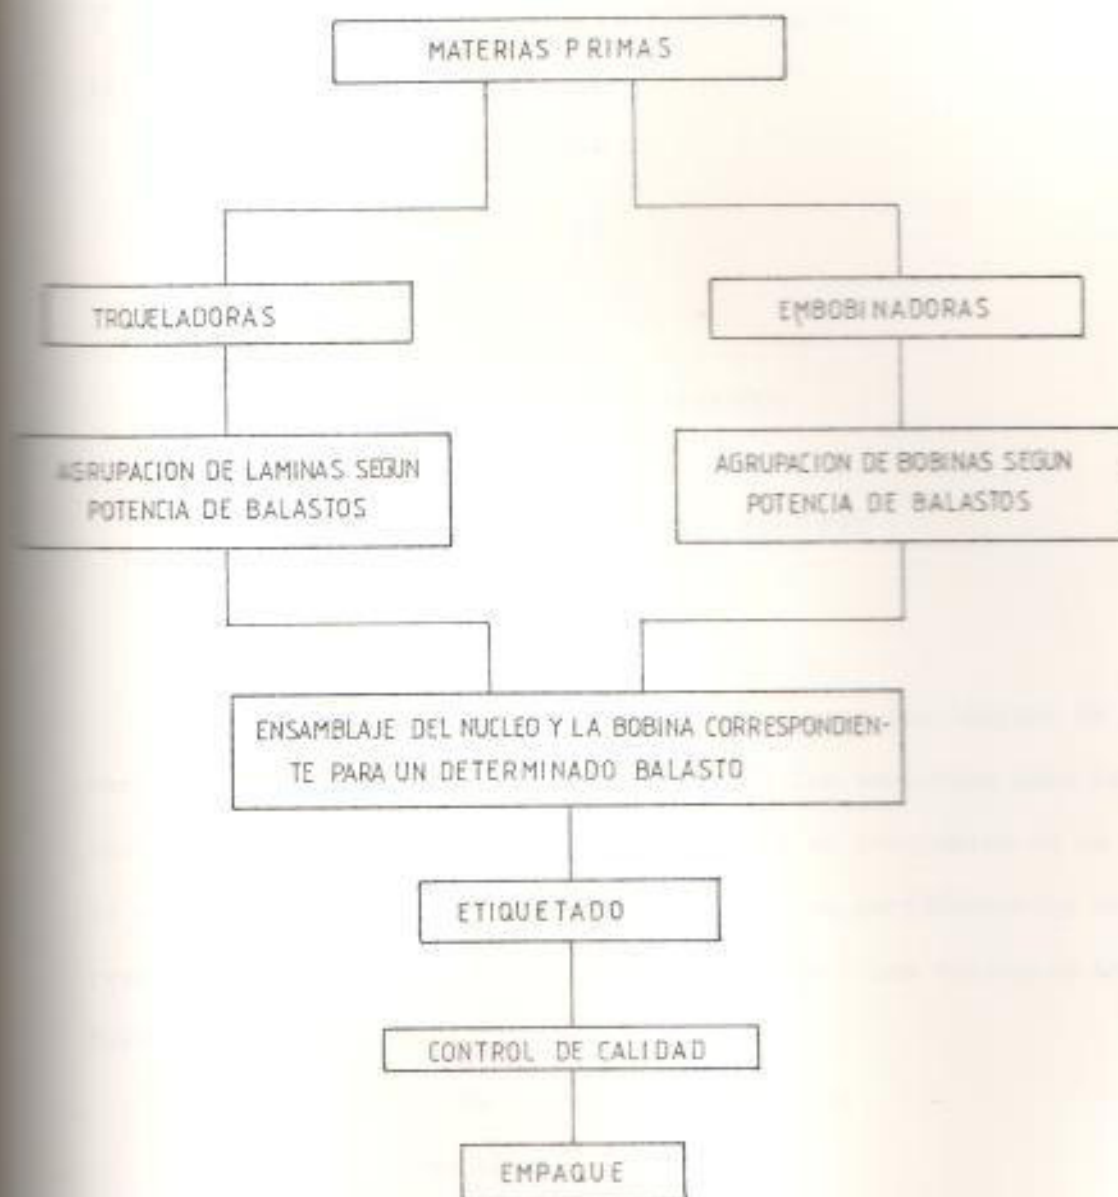 MATERIAS PRIMAS
TRQUELADORAS
EMBOBINADORAS
AGRUPACION DE LAMINAS SEGUN
POTENCIA DE BALASTOS
AGRUPACION DE BOBINAS SEGUN
POTENCIA DE BALASTOS
ENSAMBLAJE DEL NUCLEO Y LA BOBINA CORRESPONDIEN-
TE PARA UN DETERMINADO BALASTO
ETIQUETADO
CONTROL DE CALIDAD
EMPAQUE